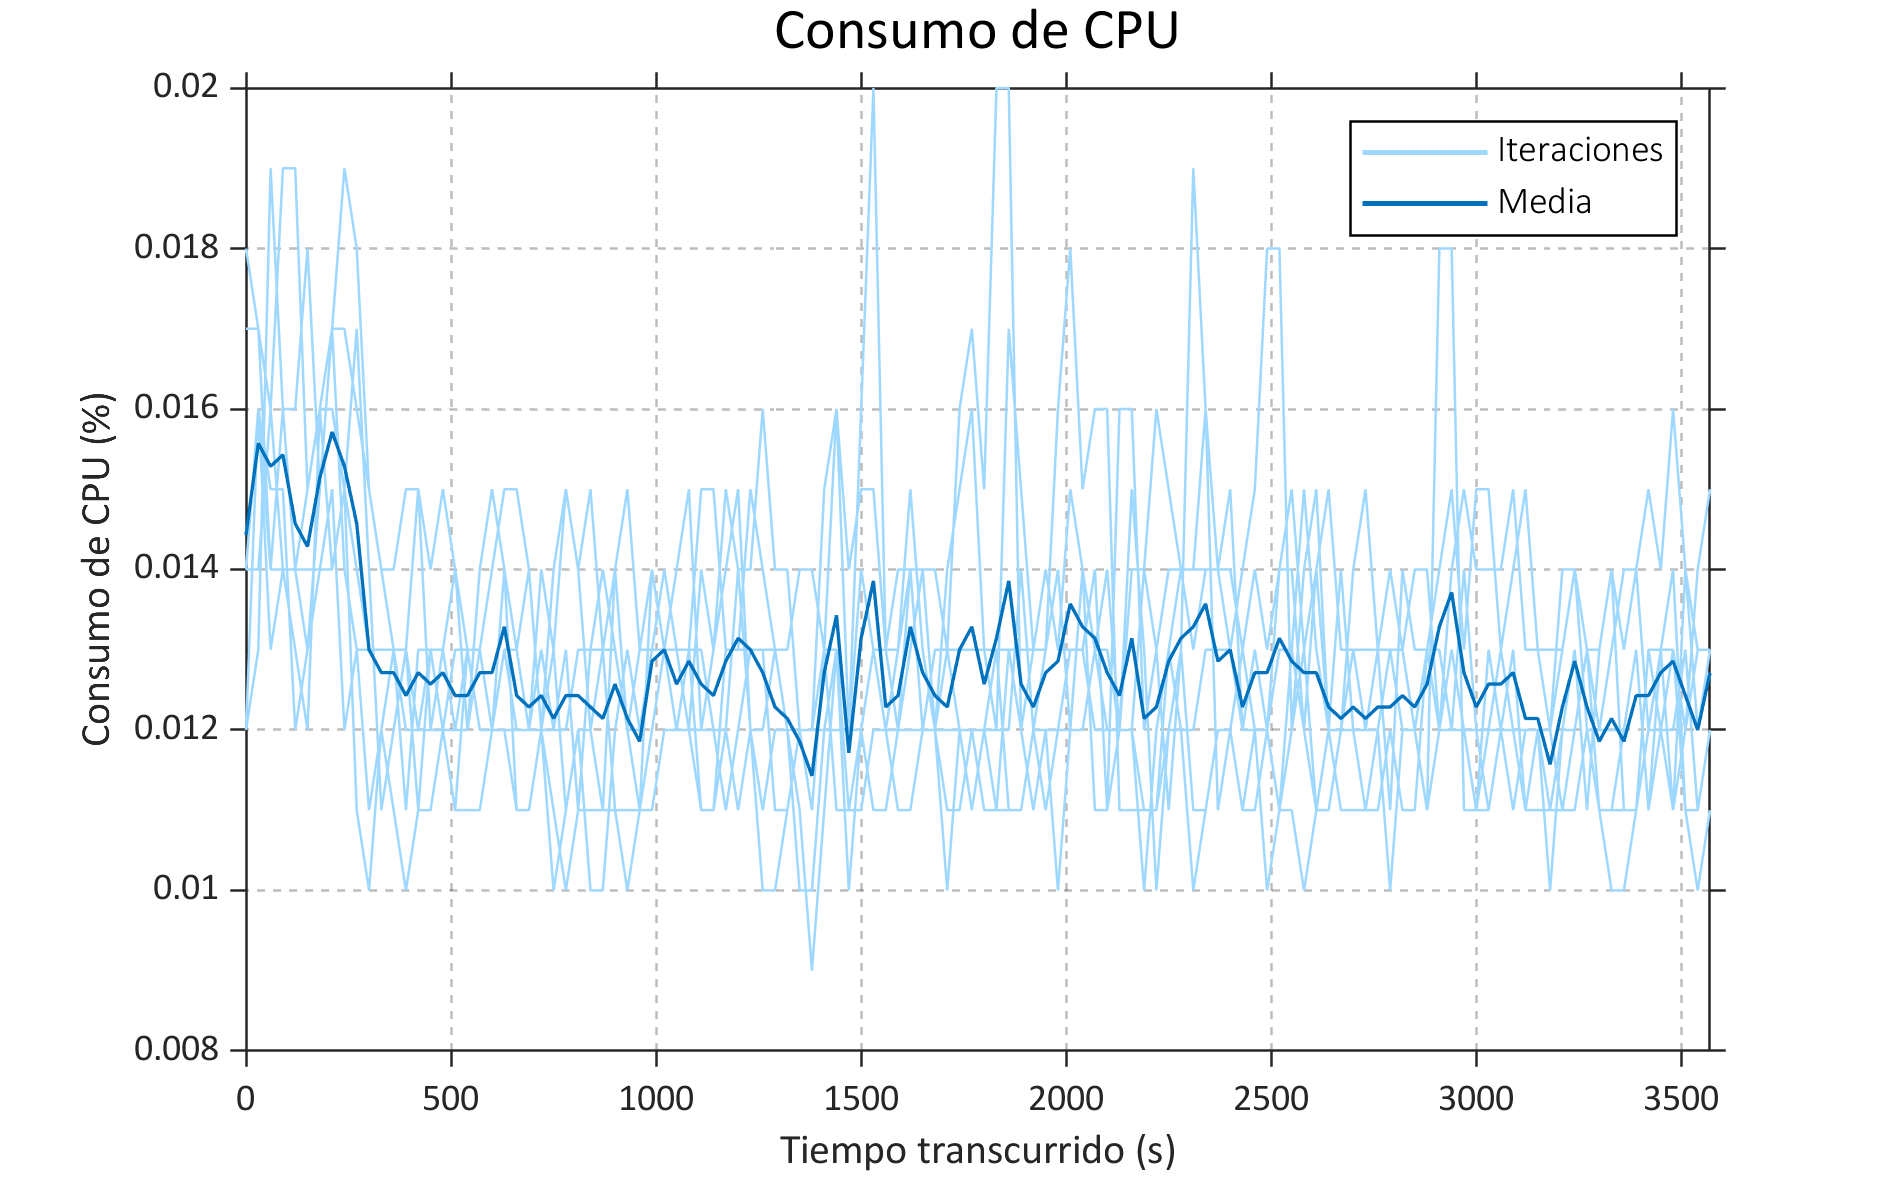 Consumo de CPU
Iteraciones
Media
Consumo de CPU (%)
0.02
0.018
0.016
0.014
0.012
0.01
0.008
0 500 1000 1500 2000 2500 3000 3500
Tiempo transcurrido (s)